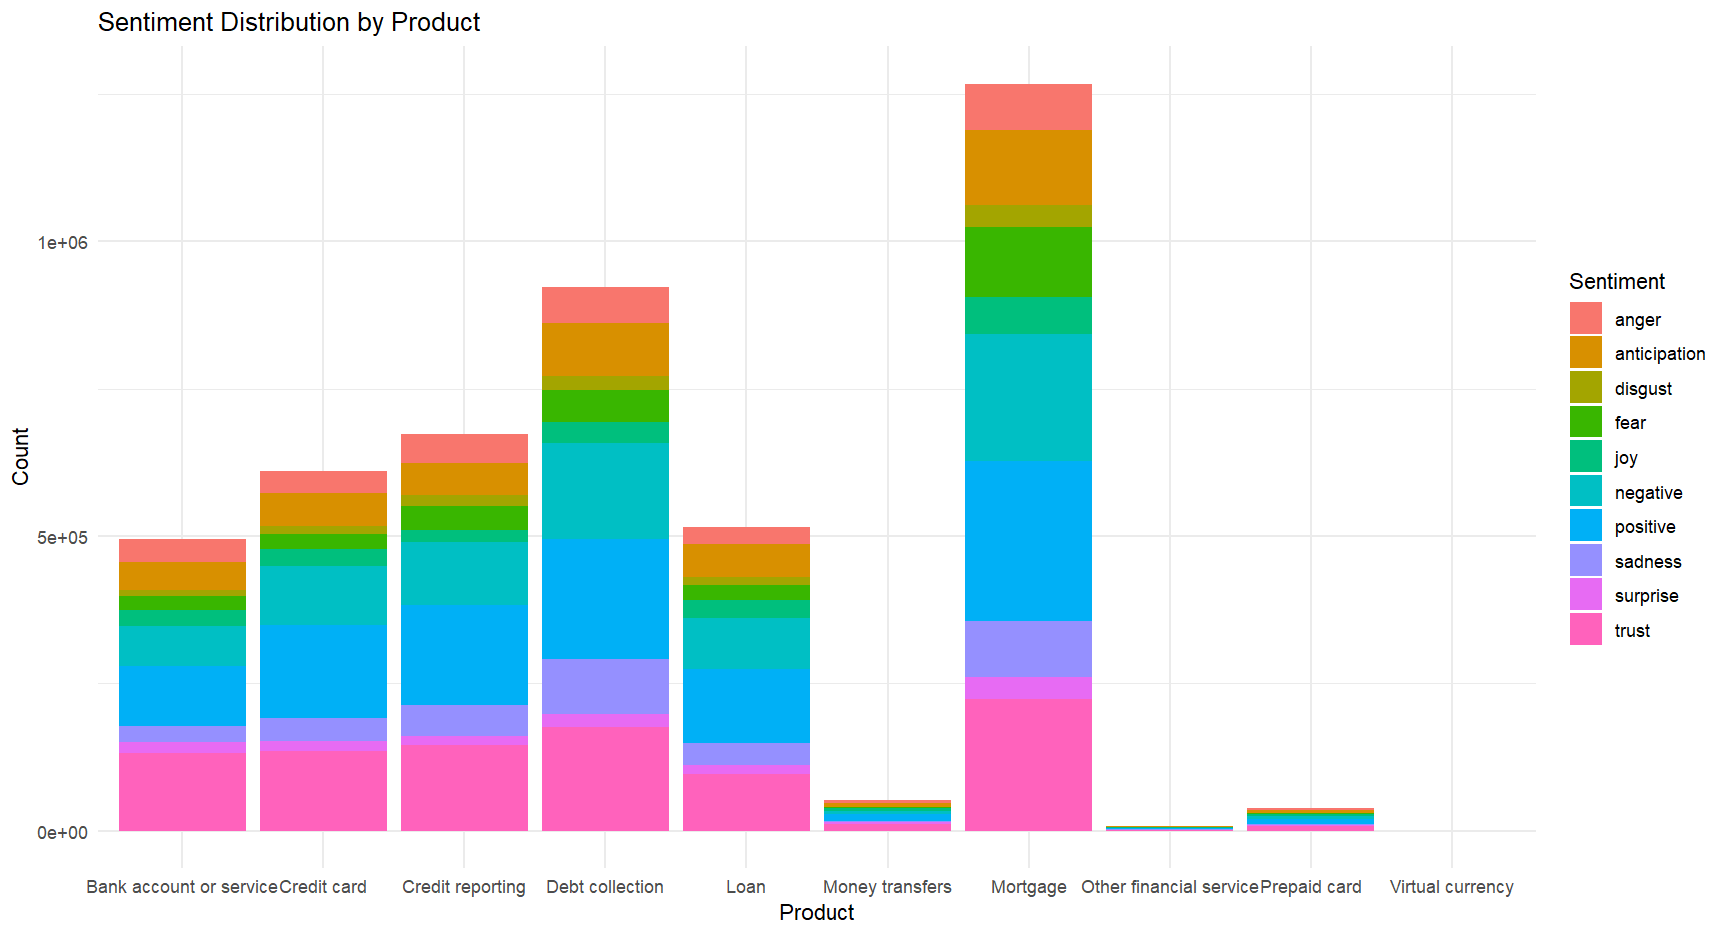 Sentiment Distribution by Product
1e+06
5e+05
0e+00
Count
Bank account or service
Credit card
Credit reporting
Debt collection
Loan
Money transfers
Mortgage
Other financial service
Prepaid card
Virtual currency
Product
Sentiment
anger
anticipation
disgust
fear
joy
negative
positive
sadness
surprise
trust